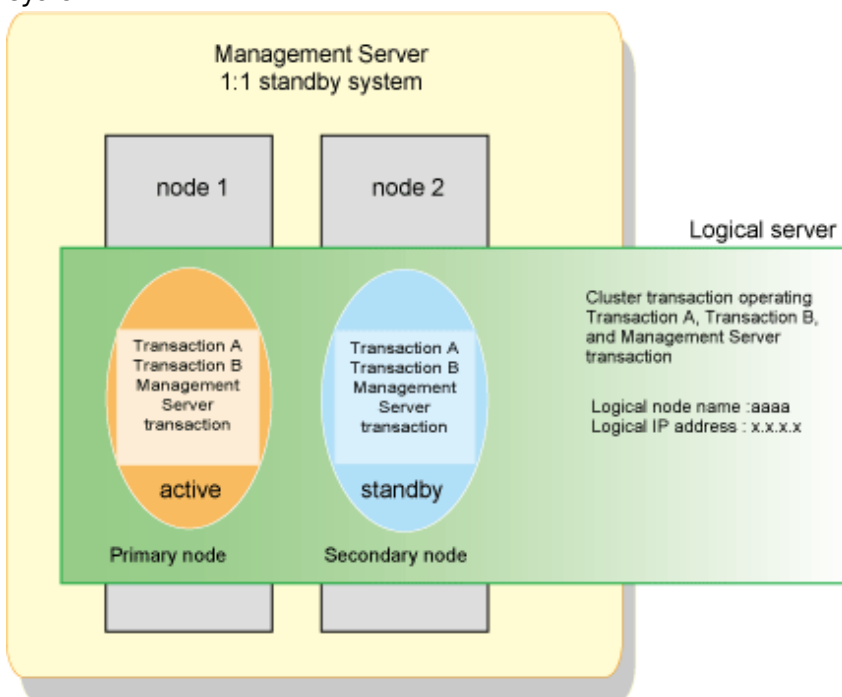 Management Server
1:1 standby system
node 1
node 2
Logical server
Transaction A
Transaction B
Management
Server
transaction
active
Primary node
Transaction A
Transaction B
Management
Server
transaction
standby
Secondary node
Cluster transaction operating
Transaction A, Transaction B,
and Management Server
transaction
Logical node name :aaaa
Logical IP address : x.x.x.x